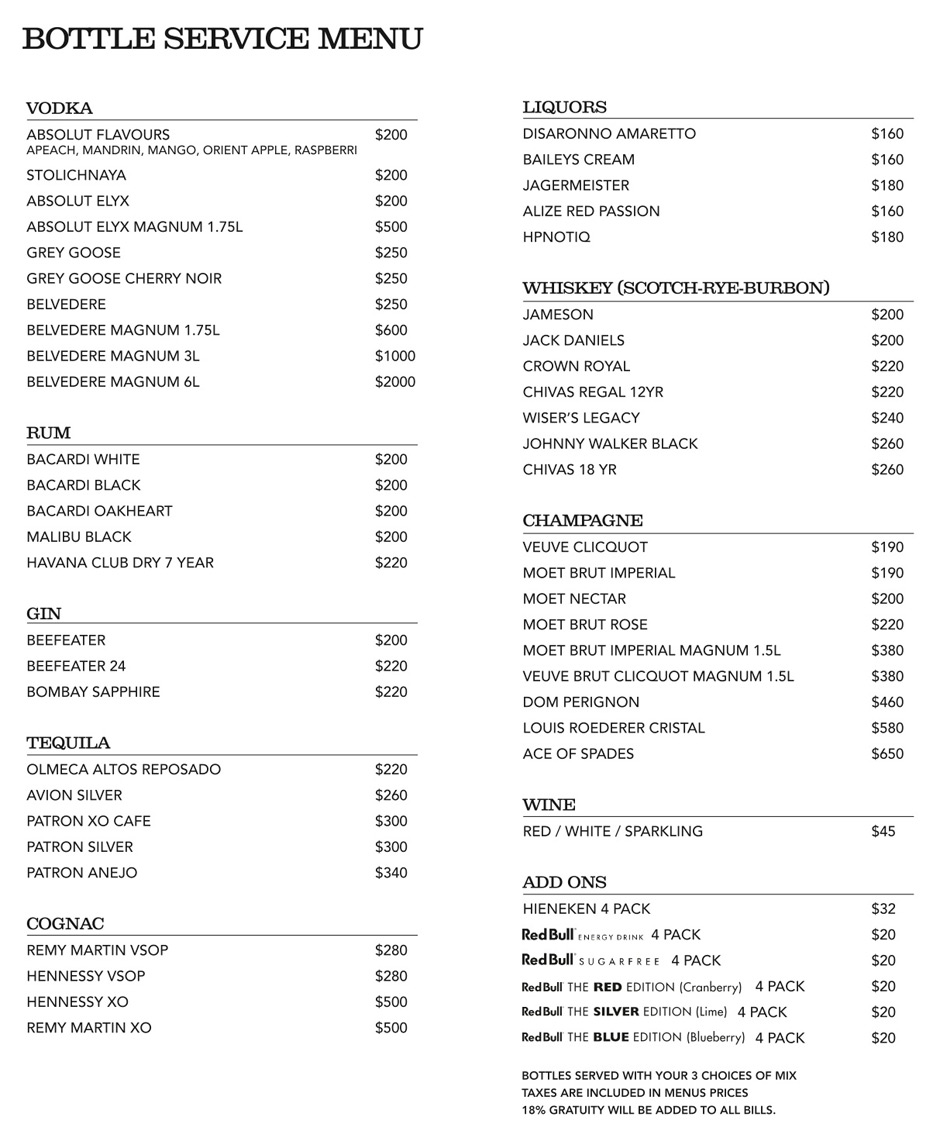 BOTTLE SERVICE MENU
VODKA
ABSOLUT FLAVOURS $200
APEACH, MANDRIN, MANGO, ORIENT APPLE, RASPBERRI
STOLICHNAYA $200
ABSOLUT ELYX $200
ABSOLUT ELYX MAGNUM 1.75L $500
GREY GOOSE $250
GREY GOOSE CHERRY NOIR $250
BELVEDERE $250
BELVEDERE MAGNUM 1.75L $600
BELVEDERE MAGNUM 3L $1000
BELVEDERE MAGNUM 6L $2000
RUM
BACARDI WHITE $200
BACARDI BLACK $200
BACARDI OAKHEART $200
MALIBU BLACK $200
HAVANA CLUB DRY 7 YEAR $220
GIN
BEEFEATER $200
BEEFEATER 24 $220
BOMBAY SAPPHIRE $220
TEQUILA
OLMECA ALTOS REPOSADO $220
AVION SILVER $260
PATRON XO CAFE $300
PATRON SILVER $300
PATRON ANEJO $340
COGNAC
REMY MARTIN VSOP $280
HENNESSY VSOP $280
HENNESSY XO $500
REMY MARTIN XO $500
LIQUORS
DISARONNO AMARETTO $160
BAILEYS CREAM $160
JAGERMEISTER $180
ALIZE RED PASSION $160
HPNOTIQ $180
WHISKEY (SCOTCH-RYE-BURBON)
JAMESON $200
JACK DANIELS $200
CROWN ROYAL $220
CHIVAS REGAL 12YR $220
WISER'S LEGACY $240
JOHNNY WALKER BLACK $260
CHIVAS 18 YR $260
CHAMPAGNE
VEUVE CLICQUOT $190
MOET BRUT IMPERIAL $190
MOET NECTAR $200
MOET BRUT ROSE $220
MOET BRUT IMPERIAL MAGNUM 1.5L $380
VEUVE BRUT CLICQUOT MAGNUM 1.5L $380
DOM PERIGNON $460
LOUIS ROEDERER CRISTAL $580
ACE OF SPADES $650
WINE
RED / WHITE / SPARKLING $45
ADD ONS
HIENEKEN 4 PACK $32
RedBull ENERGY DRINK 4 PACK $20
RedBull SUGARFREE 4 PACK $20
RedBull THE RED EDITION (Cranberry) 4 PACK $20
RedBull THE SILVER EDITION (Lime) 4 PACK $20
RedBull THE BLUE EDITION (Blueberry) 4 PACK $20
BOTTLES SERVED WITH YOUR 3 CHOICES OF MIX
TAXES ARE INCLUDED IN MENUS PRICES
18% GRATUITY WILL BE ADDED TO ALL BILLS.